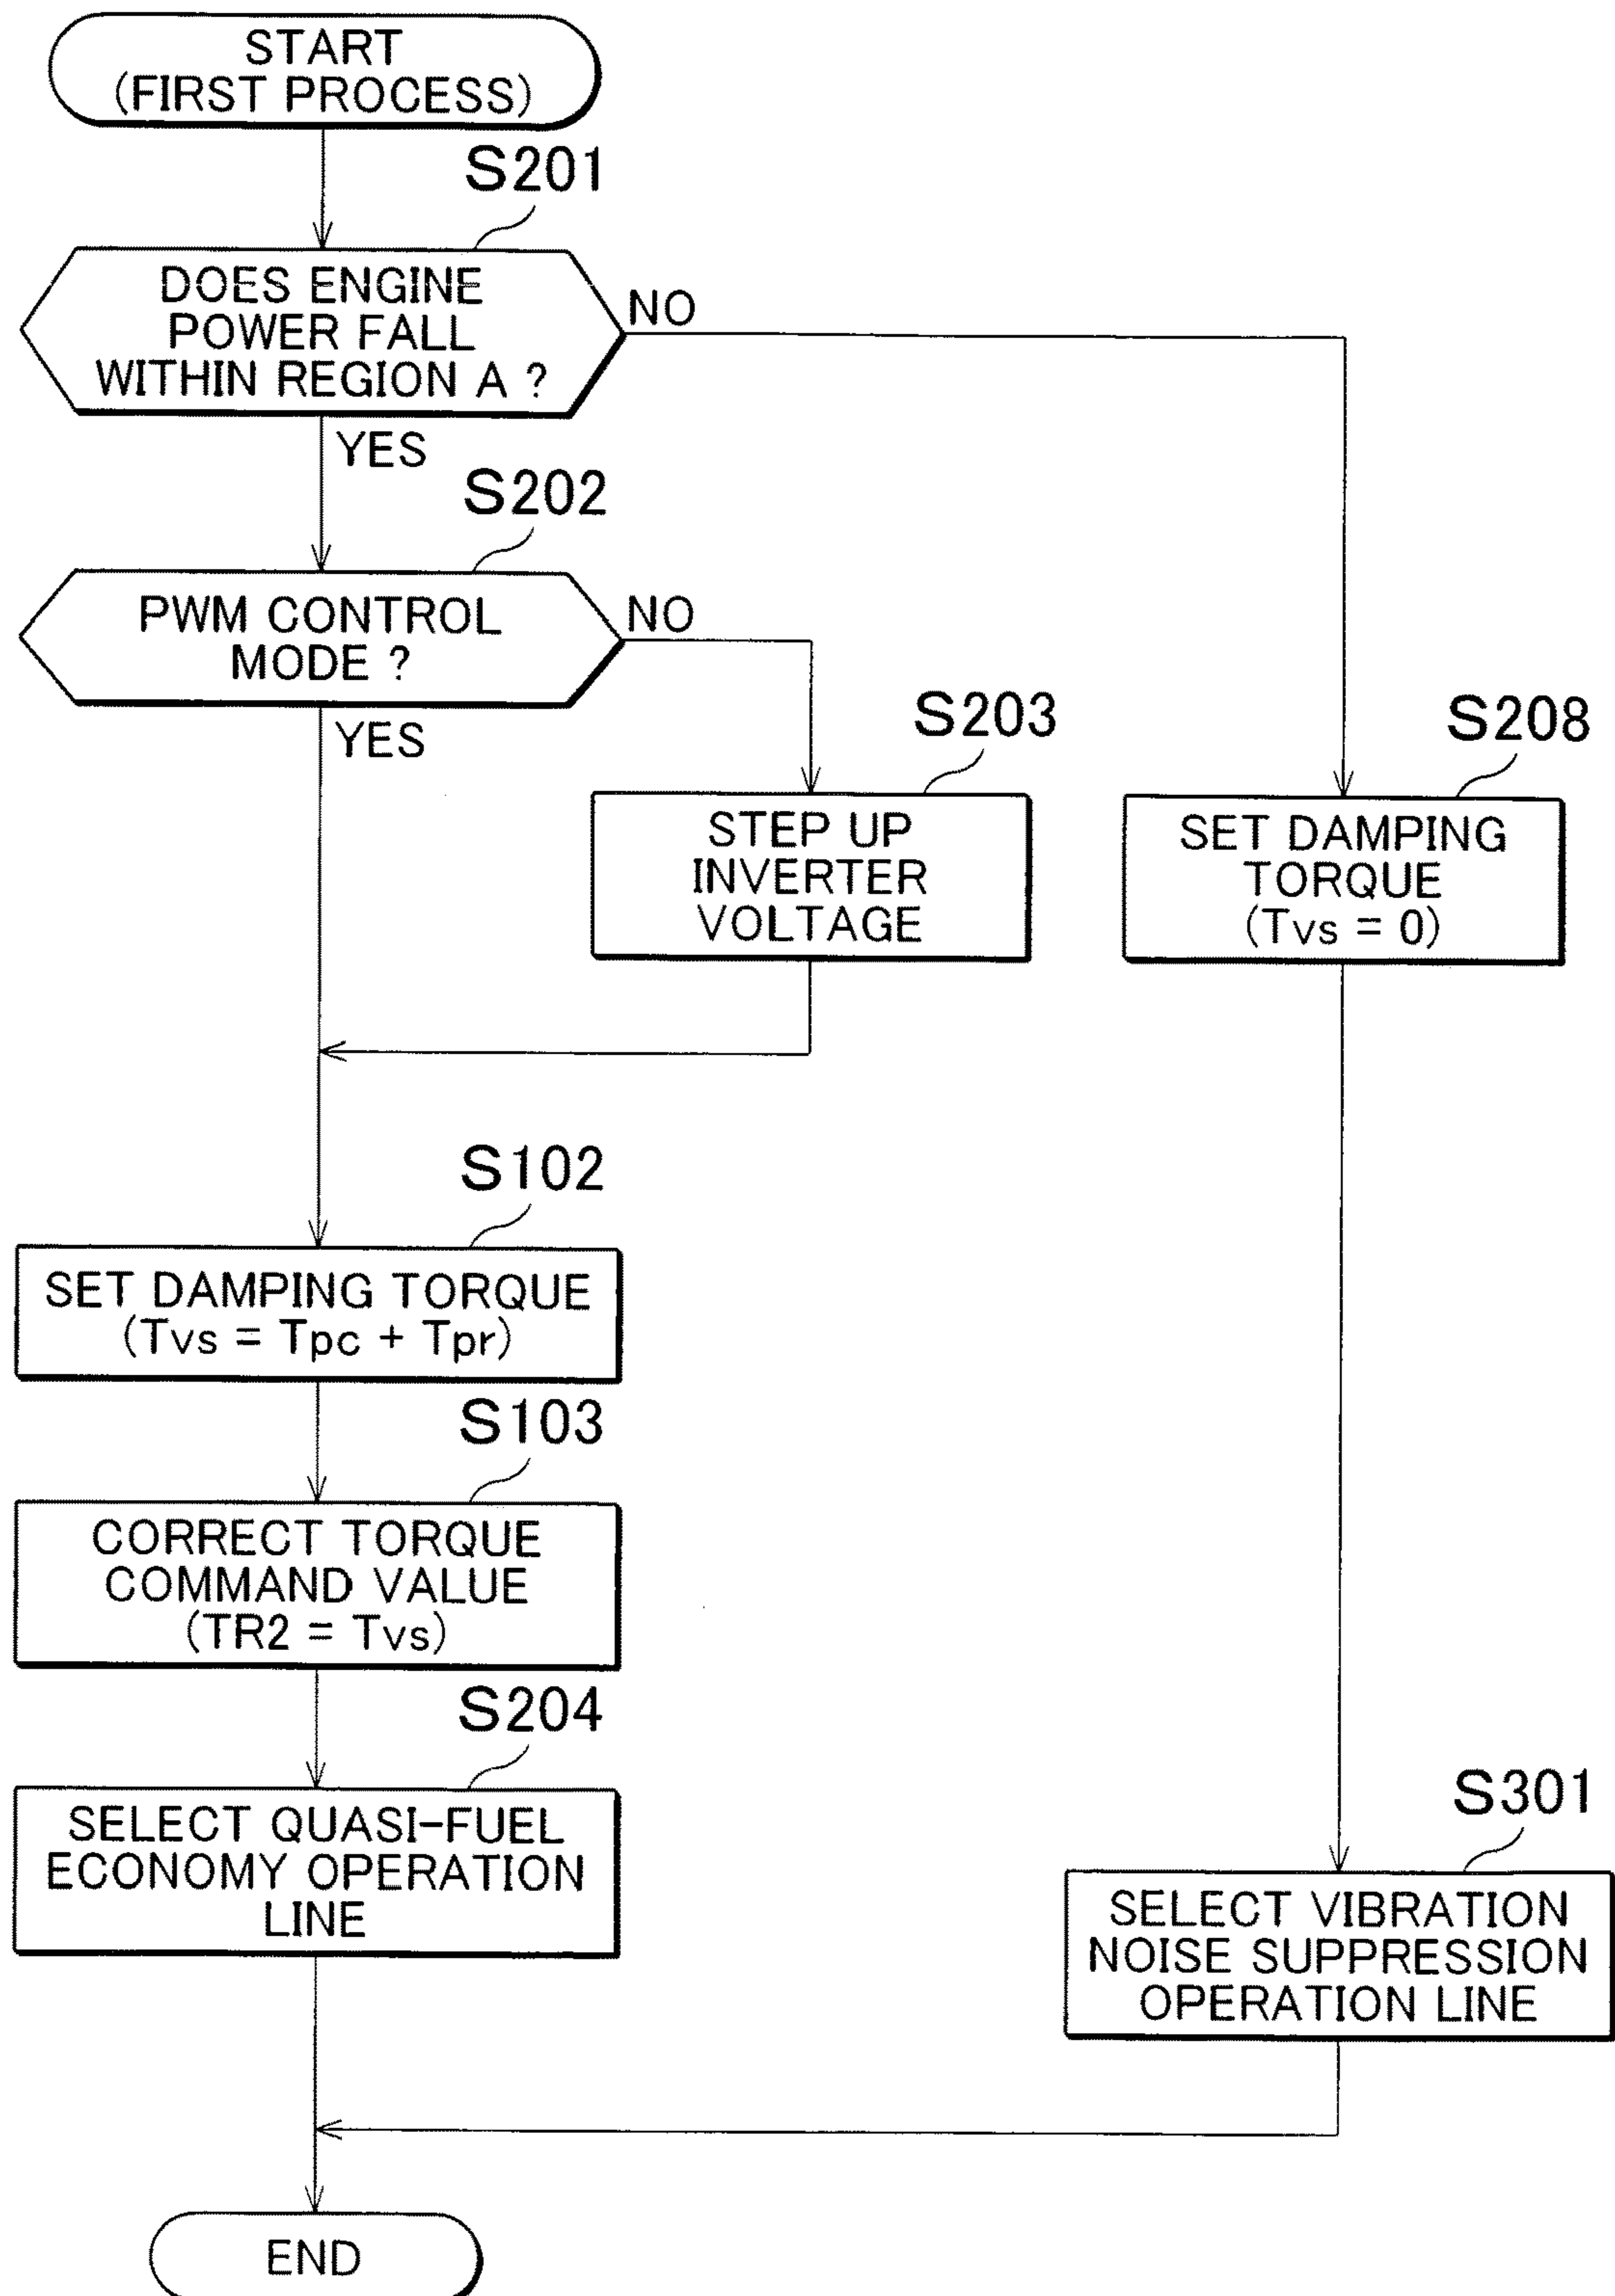 START
(FIRST PROCESS)
S201
DOES ENGINE
POWER FALL
WITHIN REGION A ?
NO
YES
S202
PWM CONTROL
MODE ?
NO
YES
S203
STEP UP
INVERTER
VOLTAGE
S208
SET DAMPING
TORQUE
(Tvs = 0)
S102
SET DAMPING TORQUE
(Tvs = Tpc + Tpr)
S103
CORRECT TORQUE
COMMAND VALUE
(TR2 = Tvs)
S204
SELECT QUASI-FUEL
ECONOMY OPERATION
LINE
S301
SELECT VIBRATION
NOISE SUPPRESSION
OPERATION LINE
END